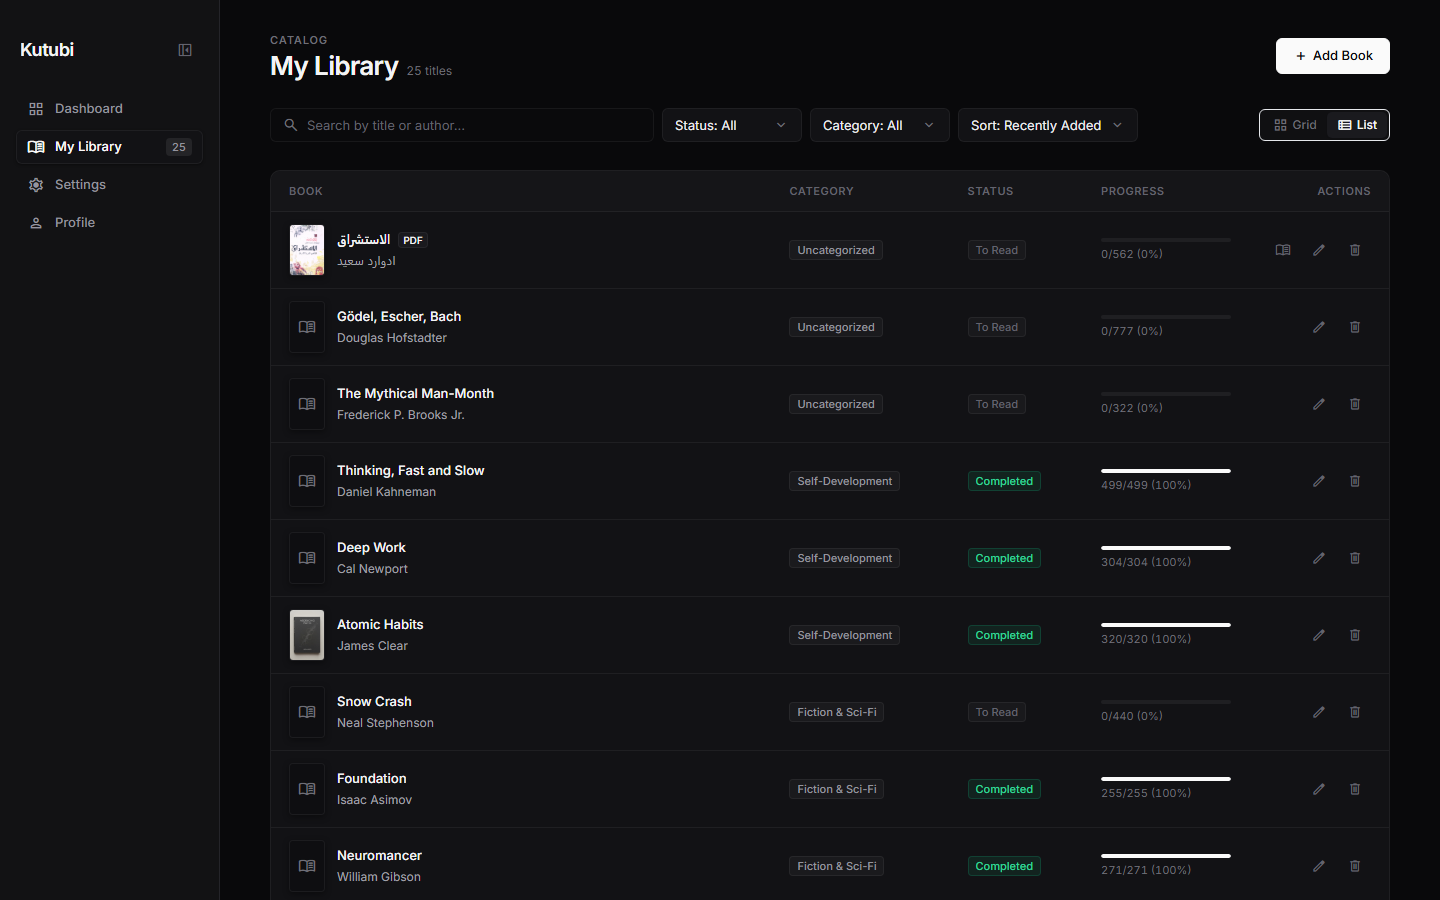 Kutubi
Dashboard
My Library 25
Settings
Profile
CATALOG
My Library 25 titles
+ Add Book
Search by title or author...
Status: All
Category: All
Sort: Recently Added
Grid
List
BOOK CATEGORY STATUS PROGRESS ACTIONS
الاستشراق PDF
ادوارد سعيد
Uncategorized
To Read
0/562 (0%)
Gödel, Escher, Bach
Douglas Hofstadter
Uncategorized
To Read
0/777 (0%)
The Mythical Man-Month
Frederick P. Brooks Jr.
Uncategorized
To Read
0/322 (0%)
Thinking, Fast and Slow
Daniel Kahneman
Self-Development
Completed
499/499 (100%)
Deep Work
Cal Newport
Self-Development
Completed
304/304 (100%)
Atomic Habits
James Clear
Self-Development
Completed
320/320 (100%)
Snow Crash
Neal Stephenson
Fiction & Sci-Fi
To Read
0/440 (0%)
Foundation
Isaac Asimov
Fiction & Sci-Fi
Completed
255/255 (100%)
Neuromancer
William Gibson
Fiction & Sci-Fi
Completed
271/271 (100%)